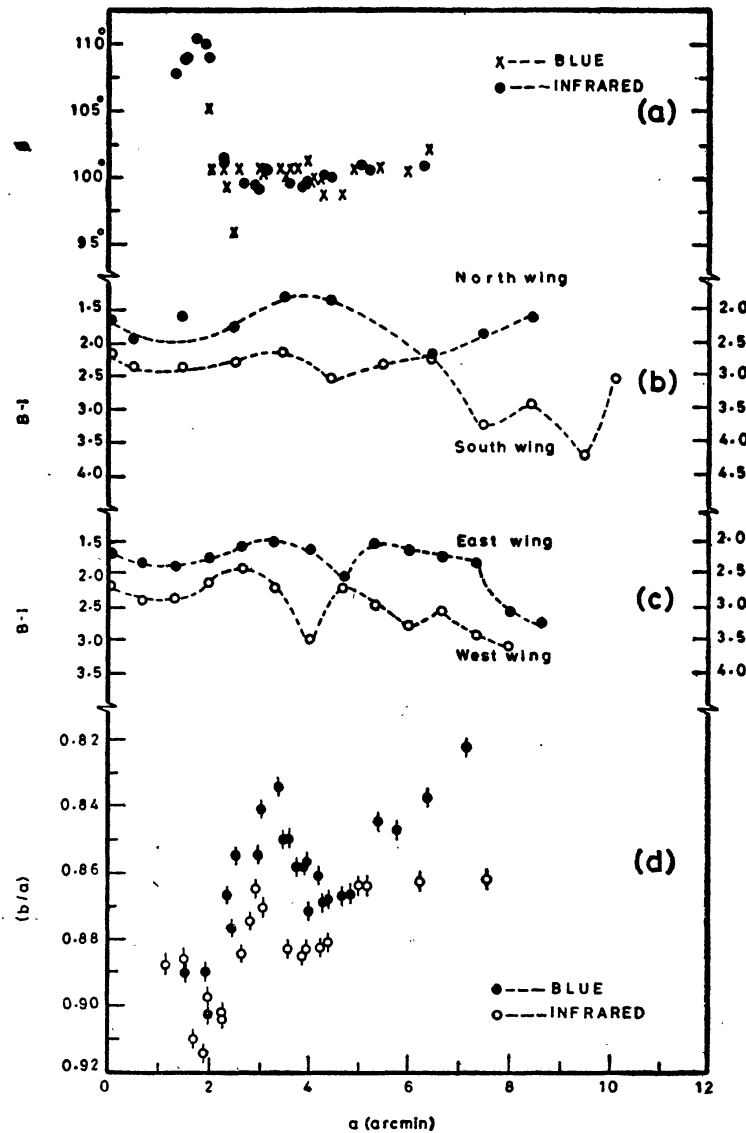 110°
105°
100°
95°
x--- BLUE
●--- INFRARED
(a)
North wing
1.5
2.0
2.5
3.0
3.5
4.0
B-I
2.0
2.5
3.0
3.5
4.0
4.5
(b)
South wing
East wing
1.5
2.0
2.5
3.0
3.5
B-I
2.0
2.5
3.0
3.5
4.0
(c)
West wing
0.82
0.84
0.86
0.88
0.90
0.92
(b/a)
(d)
●--- BLUE
○--- INFRARED
0 2 4 6 8 10 12
a (arcmin)